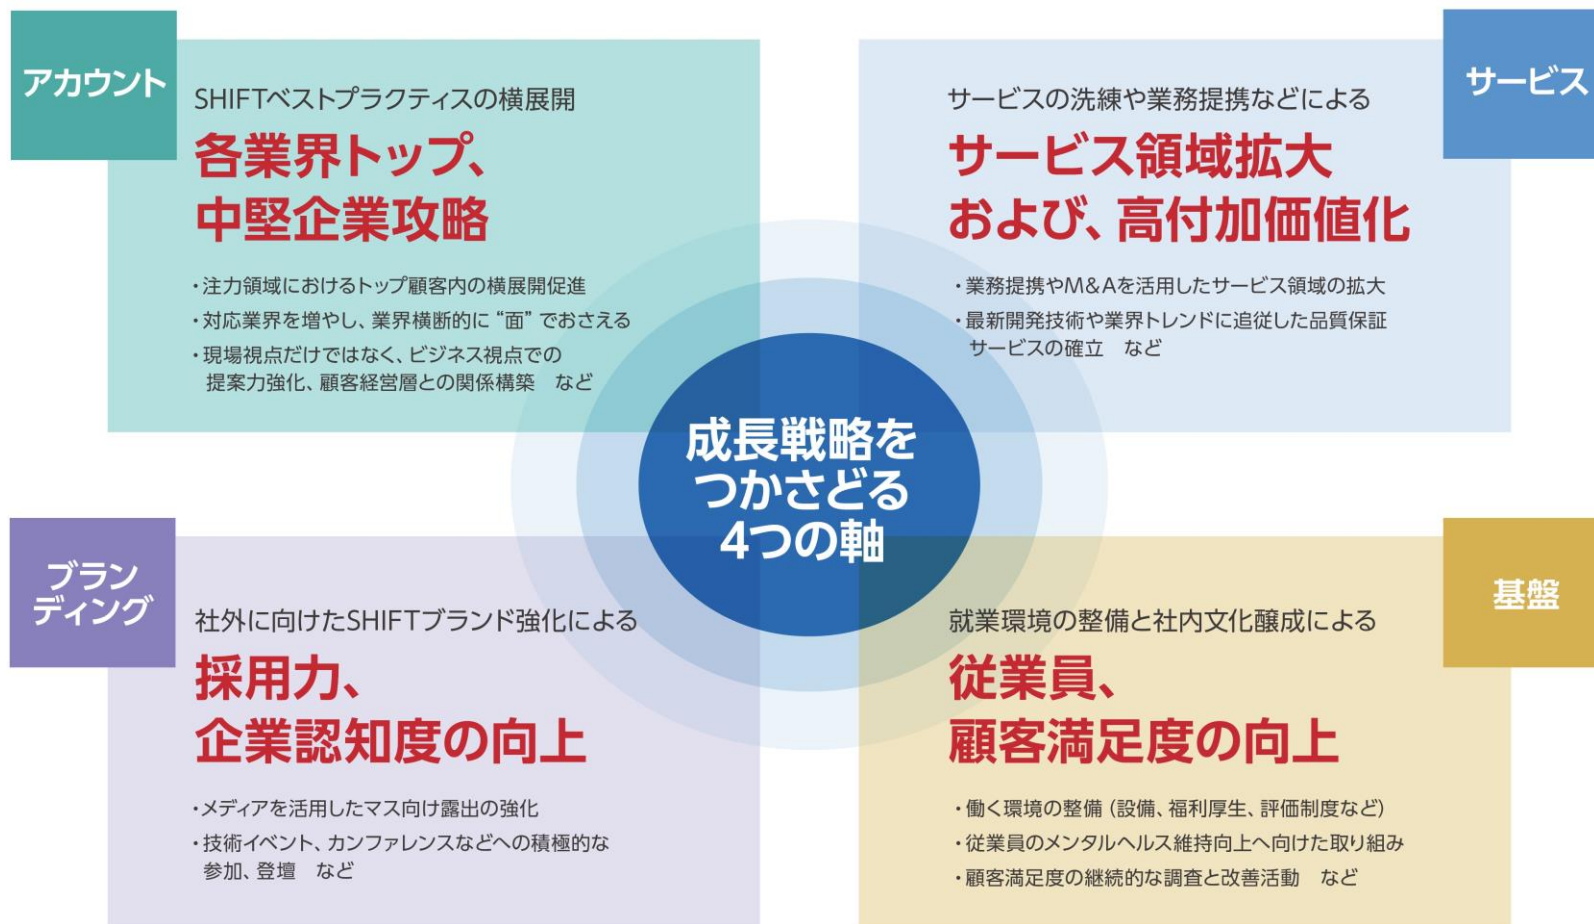 アカウント
SHIFTベストプラクティスの横展開
各業界トップ、
中堅企業攻略
・注力領域におけるトップ顧客内の横展開促進
・対応業界を増やし、業界横断的に“面”でおさえる
・現場視点だけではなく、ビジネス視点での
提案力強化、顧客経営層との関係構築　など
サービス
サービスの洗練や業務提携などによる
サービス領域拡大
および、高付加価値化
・業務提携やM&Aを活用したサービス領域の拡大
・最新開発技術や業界トレンドに追従した品質保証
サービスの確立　など
成長戦略を
つかさどる
4つの軸
ブラン
ディング
社外に向けたSHIFTブランド強化による
採用力、
企業認知度の向上
・メディアを活用したマス向け露出の強化
・技術イベント、カンファレンスなどへの積極的な
参加、登壇　など
基盤
就業環境の整備と社内文化醸成による
従業員、
顧客満足度の向上
・働く環境の整備（設備、福利厚生、評価制度など）
・従業員のメンタルヘルス維持向上へ向けた取り組み
・顧客満足度の継続的な調査と改善活動　など